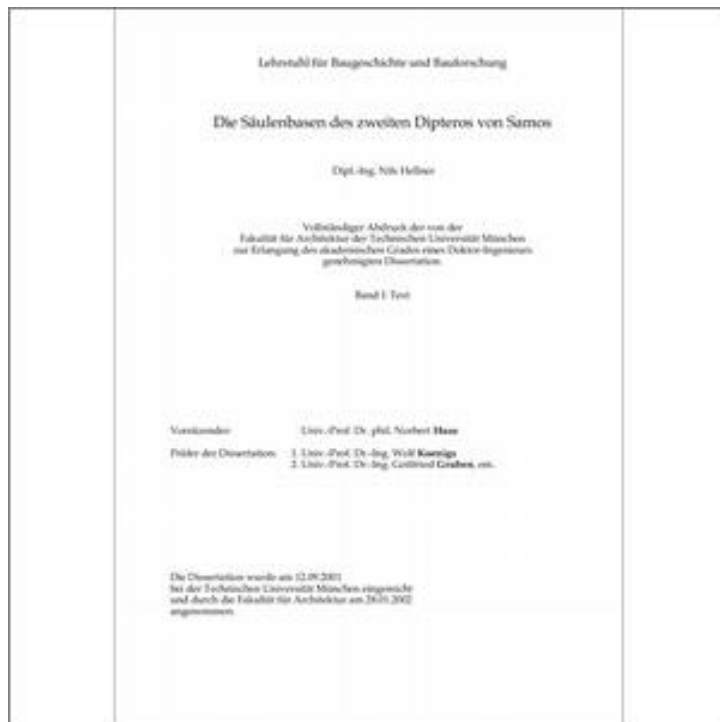 Lehrstuhl für Baugeschichte und Bauforschung
Die Säulenbasen des zweiten Dipteros von Samos
Dipl.-Ing. Nils Hellner
Vollständiger Abdruck der von der
Fakultät für Architektur der Technischen Universität München
zur Erlangung des akademischen Grades eines Doktor-Ingenieurs
genehmigten Dissertation.
Band I: Text
Vorsitzender: Univ.-Prof. Dr. phil. Norbert Huse
Prüfer der Dissertation: 1. Univ.-Prof. Dr.-Ing. Wolf Koenigs
2. Univ.-Prof. Dr.-Ing. Gottfried Gruben, em.
Die Dissertation wurde am 12.09.2001
bei der Technischen Universität München eingereicht
und durch die Fakultät für Architektur am 28.01.2002
angenommen.